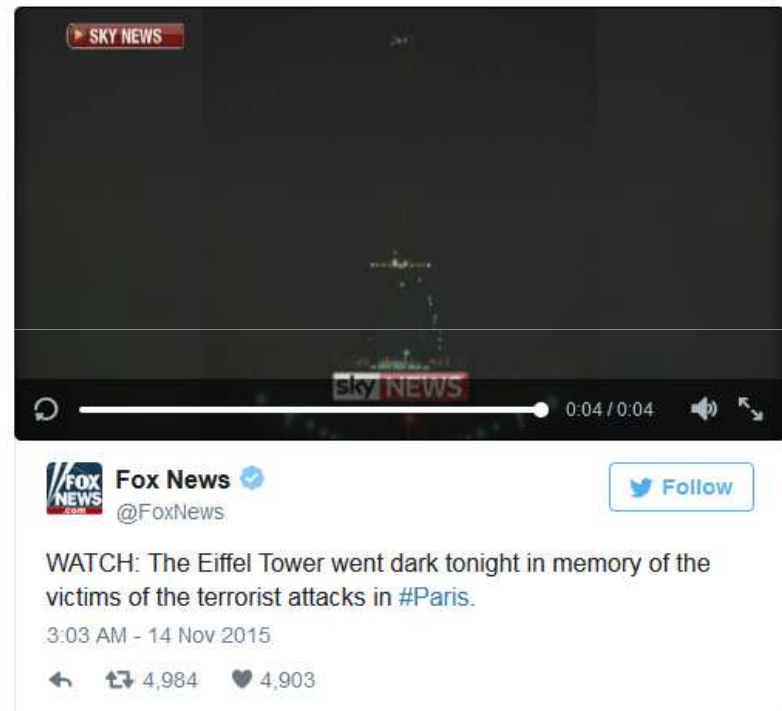 SKY NEWS
sky NEWS
0:04 / 0:04
FOX
NEWS
.com
Fox News
@FoxNews
Follow
WATCH: The Eiffel Tower went dark tonight in memory of the
victims of the terrorist attacks in #Paris.
3:03 AM - 14 Nov 2015
4,984 4,903